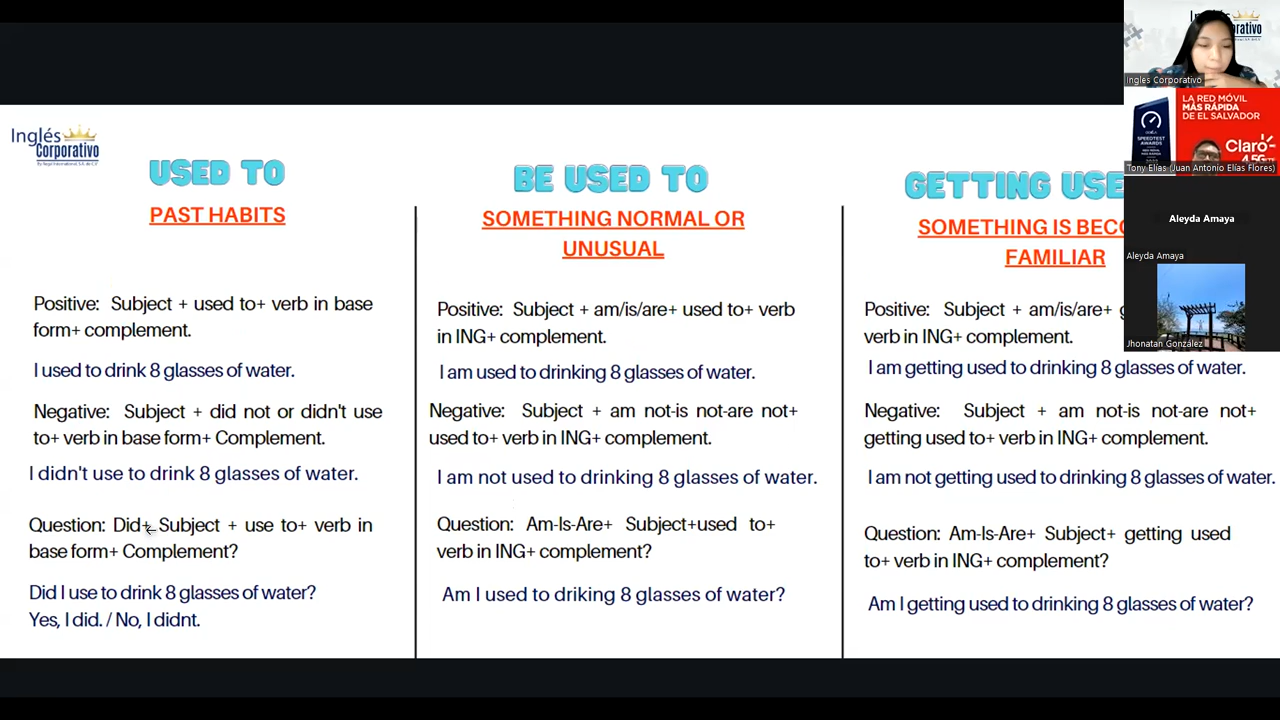 Inglés
Corporativo
USED TO
PAST HABITS
Positive: Subject + used to+ verb in base
form+ complement.
I used to drink 8 glasses of water.
Negative: Subject + did not or didn't use
to+ verb in base form+ Complement.
I didn't use to drink 8 glasses of water.
Question: Did+ Subject + use to+ verb in
base form+ Complement?
Did I use to drink 8 glasses of water?
Yes, I did. / No, I didnt.
BE USED TO
SOMETHING NORMAL OR
UNUSUAL
Positive: Subject + am/is/are+ used to+ verb
in ING+ complement.
I am used to drinking 8 glasses of water.
Negative: Subject + am not-is not-are not+
used to+ verb in ING+ complement.
I am not used to drinking 8 glasses of water.
Question: Am-Is-Are+ Subject+used to+
verb in ING+ complement?
Am I used to driking 8 glasses of water?
GETTING
SOMETHING IS
FAMILIAR
Positive: Subject + am/is/are+
verb in ING+ complement.
I am getting used to drinking 8 glasses of water.
Negative: Subject + am not-is not-are not+
getting used to+ verb in ING+ complement.
I am not getting used to drinking 8 glasses of water.
Question: Am-Is-Are+ Subject+ getting used
to+ verb in ING+ complement?
Am I getting used to drinking 8 glasses of water?
Ingles Corporativo
LA RED MÓVIL
MÁS RÁPIDA
DE EL SALVADOR
SPEEDTEST
AWARDS
Claro
4.5G
Tony Elías (Juan Antonio Elías Flores)
Aleyda Amaya
Aleyda Amaya
Jhonatan González